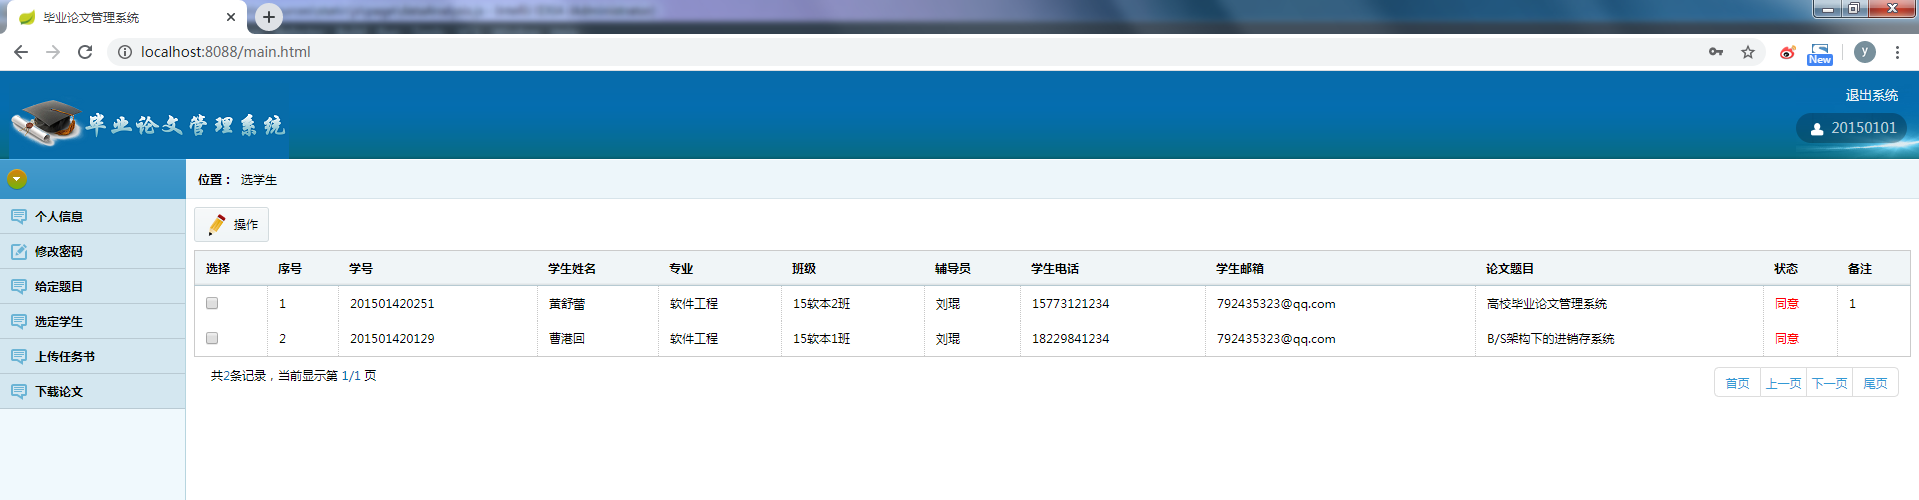 毕业论文管理系统
localhost:8088/main.html
New
y
毕业论文管理系统
退出系统
20150101
位置： 选学生
个人信息
修改密码
给定题目
选定学生
上传任务书
下载论文
操作
选择 序号 学号 学生姓名 专业 班级 辅导员 学生电话 学生邮箱 论文题目 状态 备注
1 201501420251 黄舒蕾 软件工程 15软本2班 刘琨 15773121234 792435323@qq.com 高校毕业论文管理系统 同意 1
2 201501420129 曹港回 软件工程 15软本1班 刘琨 18229841234 792435323@qq.com B/S架构下的进销存系统 同意
共2条记录，当前显示第 1/1 页
首页 上一页 下一页 尾页